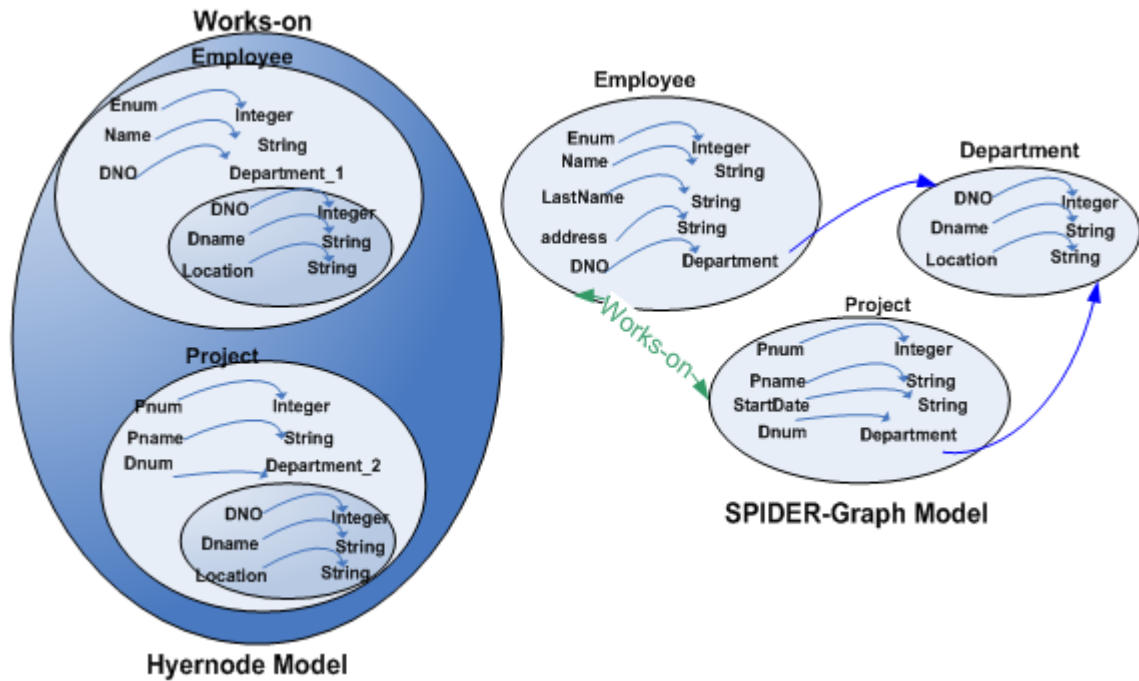 Works-on
Employee
Enum
Integer
Name
String
DNO
Department_1
DNO
Integer
Dname
String
Location
String
Project
Pnum
Integer
Pname
String
Dnum
Department_2
DNO
Integer
Dname
String
Location
String
Hyernode Model
Employee
Enum
Integer
Name
String
LastName
String
address
String
DNO
Department
Works-on
Department
DNO
Integer
Dname
String
Location
String
Project
Pnum
Integer
Pname
String
StartDate
String
Dnum
Department
SPIDER-Graph Model